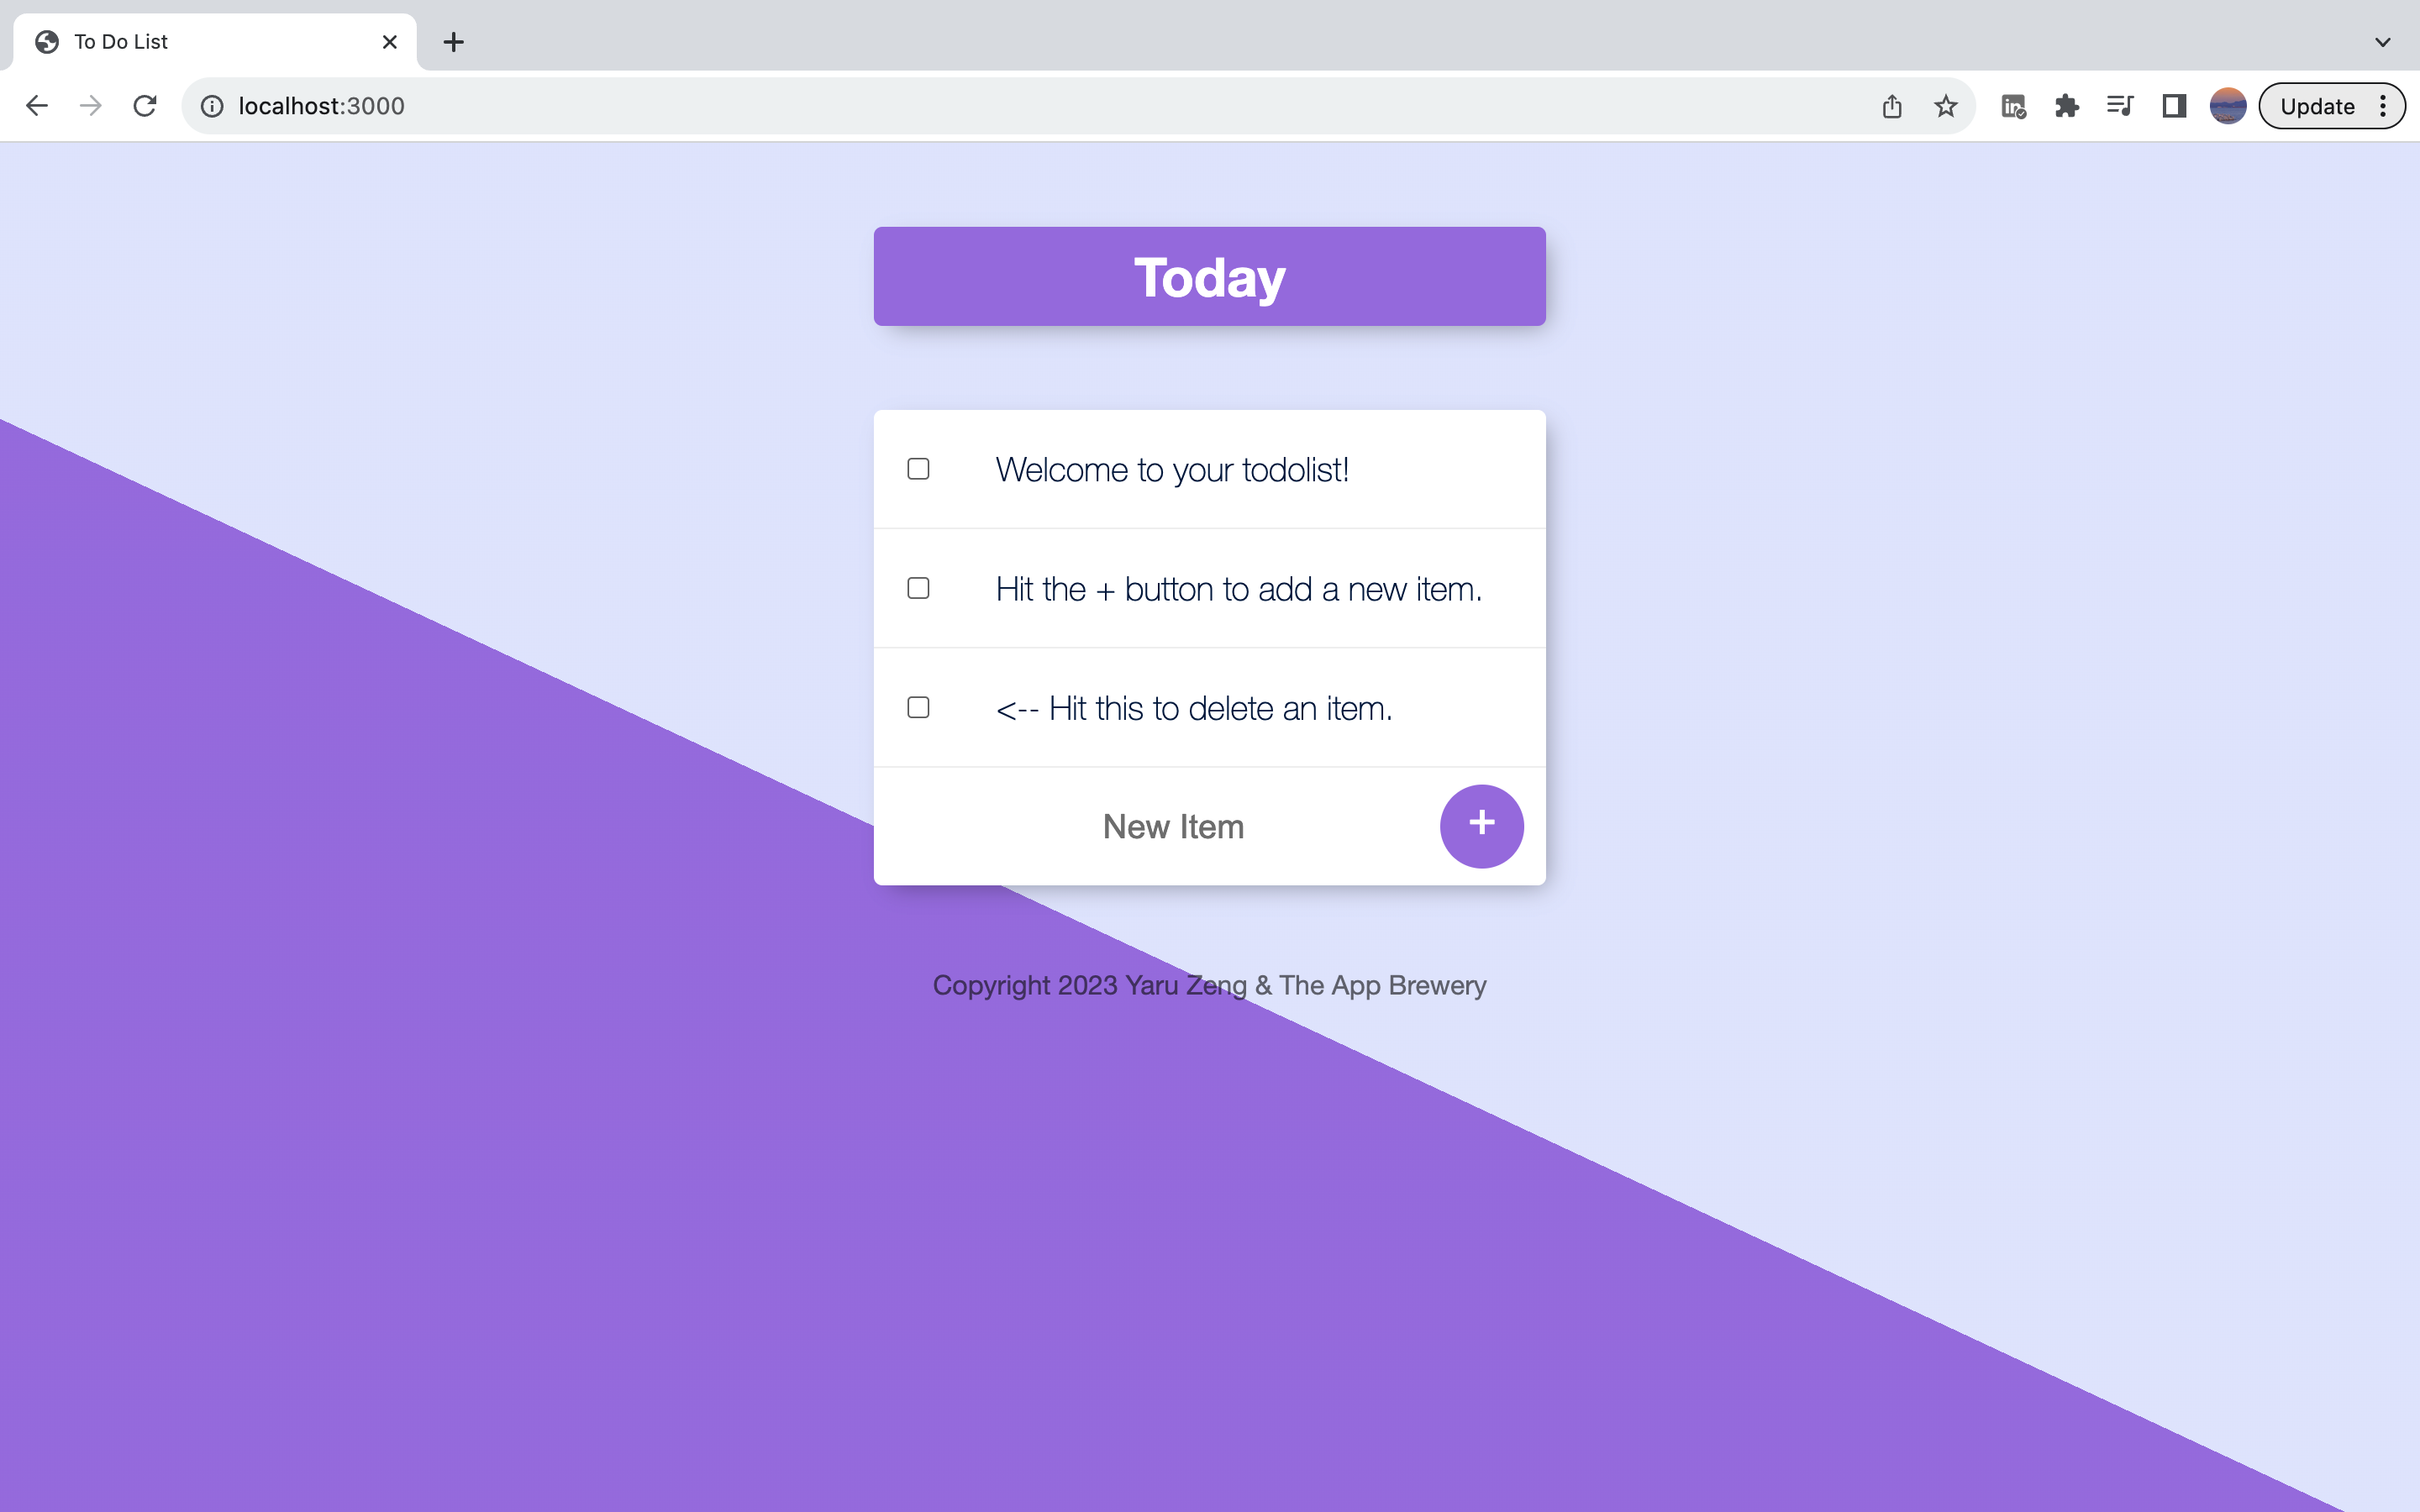 To Do List
localhost:3000
Update
Today
Welcome to your todolist!
Hit the + button to add a new item.
<-- Hit this to delete an item.
New Item
+
Copyright 2023 Yaru Zeng & The App Brewery